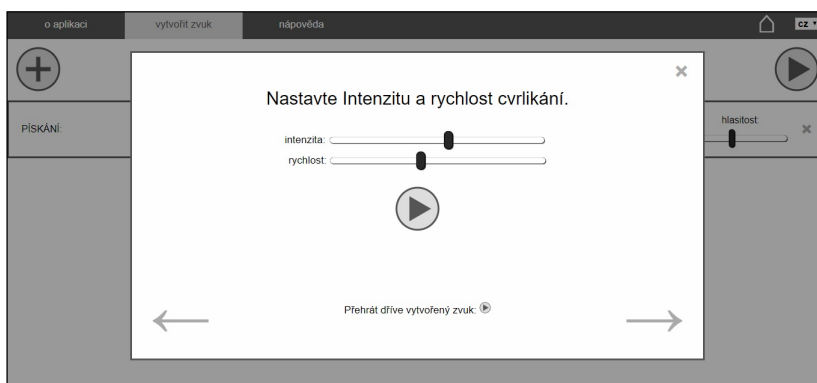 o aplikaci
vytvořit zvuk
nápověda
cz
Nastavte Intenzitu a rychlost cvrlikání.
PÍSKÁNÍ:
hlasitost:
intenzita:
rychlost:
Přehrát dříve vytvořený zvuk: